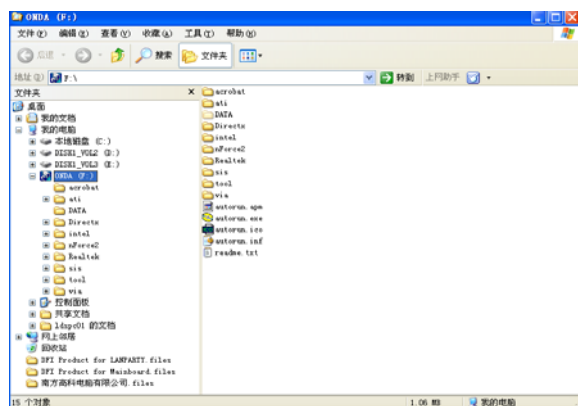 ONDA (F:)
文件(F) 编辑(E) 查看(V) 收藏(A) 工具(T) 帮助(H)
后退 搜索 文件夹
地址(D) F:\ 转到 上网助手
文件夹 X
桌面
我的文档
我的电脑
本地磁盘 (C:)
DISK1_VOL2 (D:)
DISK1_VOL3 (E:)
ONDA (F:)
acrobat
ati
DATA
Directx
intel
nForce2
Realtek
sis
tool
via
控制面板
共享文档
ldspc01 的文档
网上邻居
回收站
DFI Product for LANPARTY.files
DFI Product for Mainboard.files
南方高科电脑有限公司.files
acrobat
ati
DATA
Directx
intel
nForce2
Realtek
sis
tool
via
autorun.apm
autorun.exe
autorun.ico
autorun.inf
readme.txt
15 个对象 1.06 MB 我的电脑